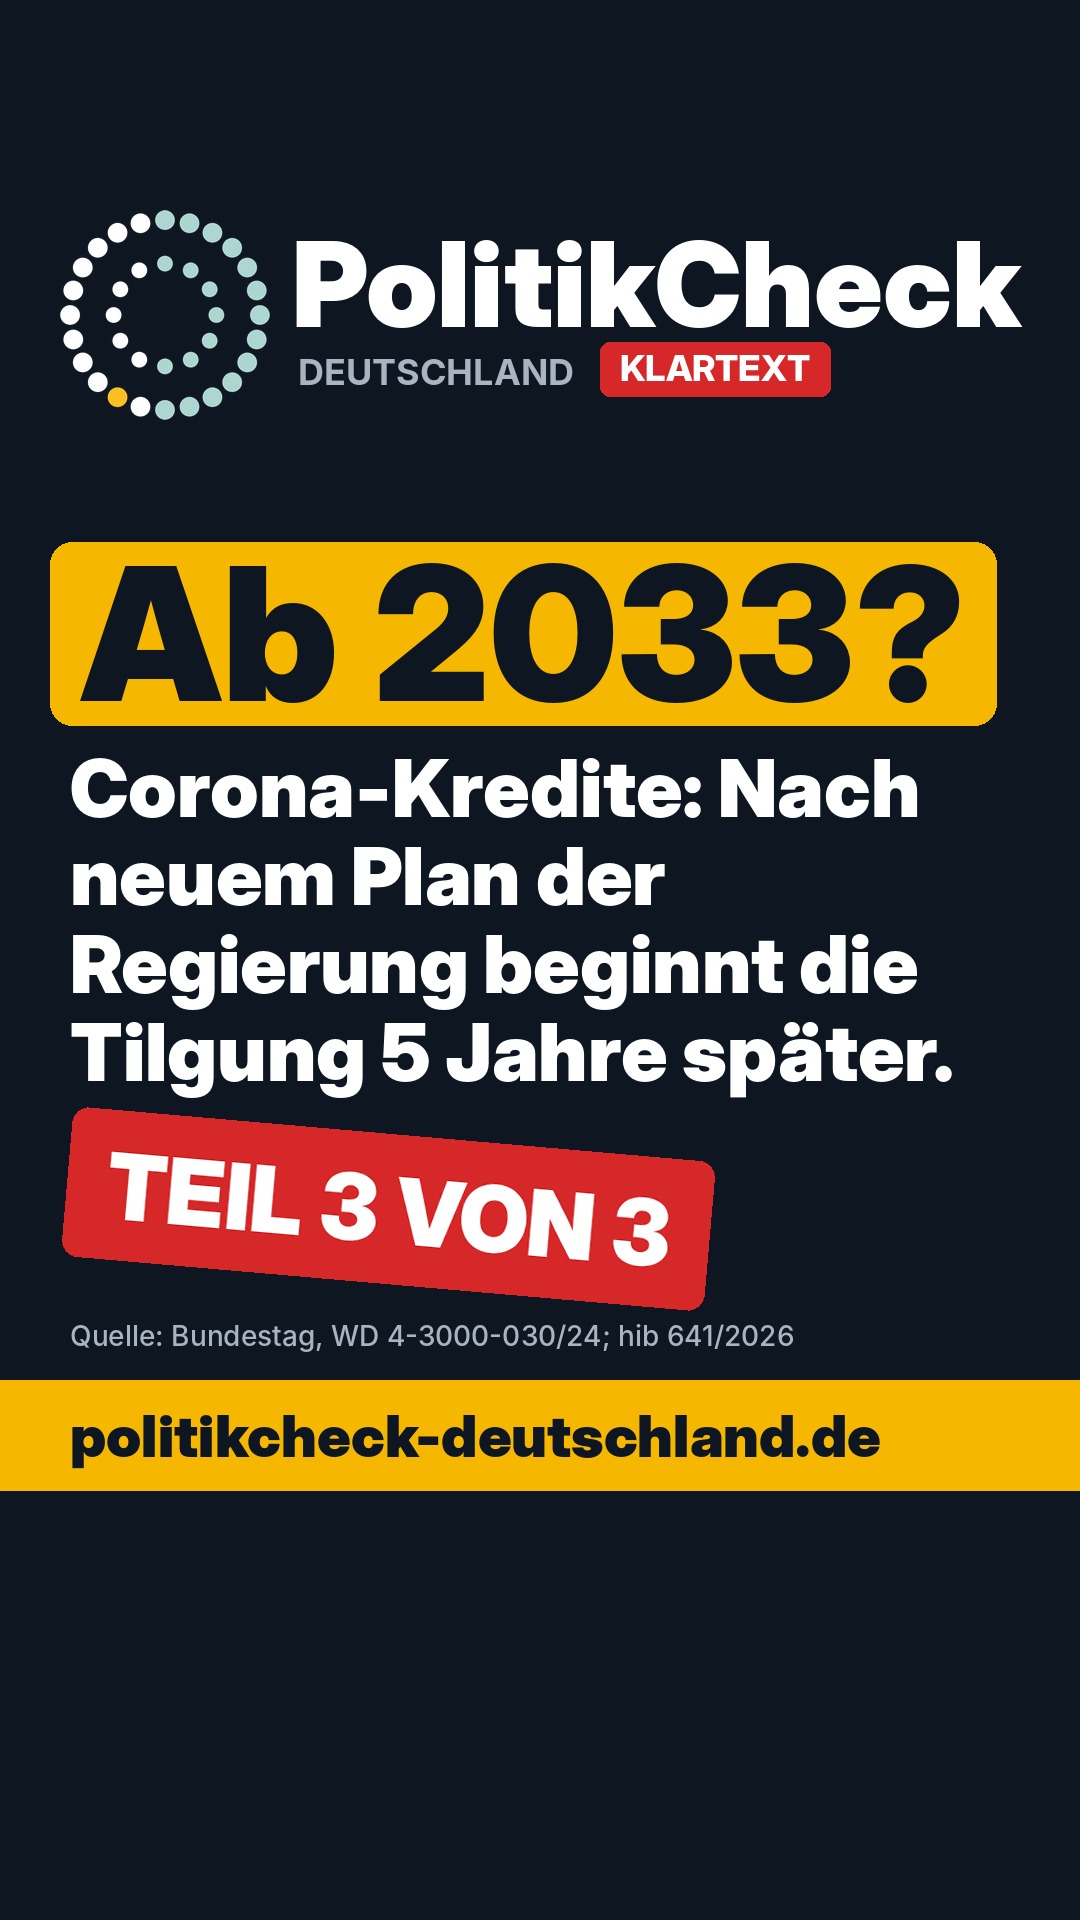 PolitikCheck
DEUTSCHLAND KLARTEXT
Ab 2033?
Corona-Kredite: Nach
neuem Plan der
Regierung beginnt die
Tilgung 5 Jahre später.
TEIL 3 VON 3
Quelle: Bundestag, WD 4-3000-030/24; hib 641/2026
politikcheck-deutschland.de